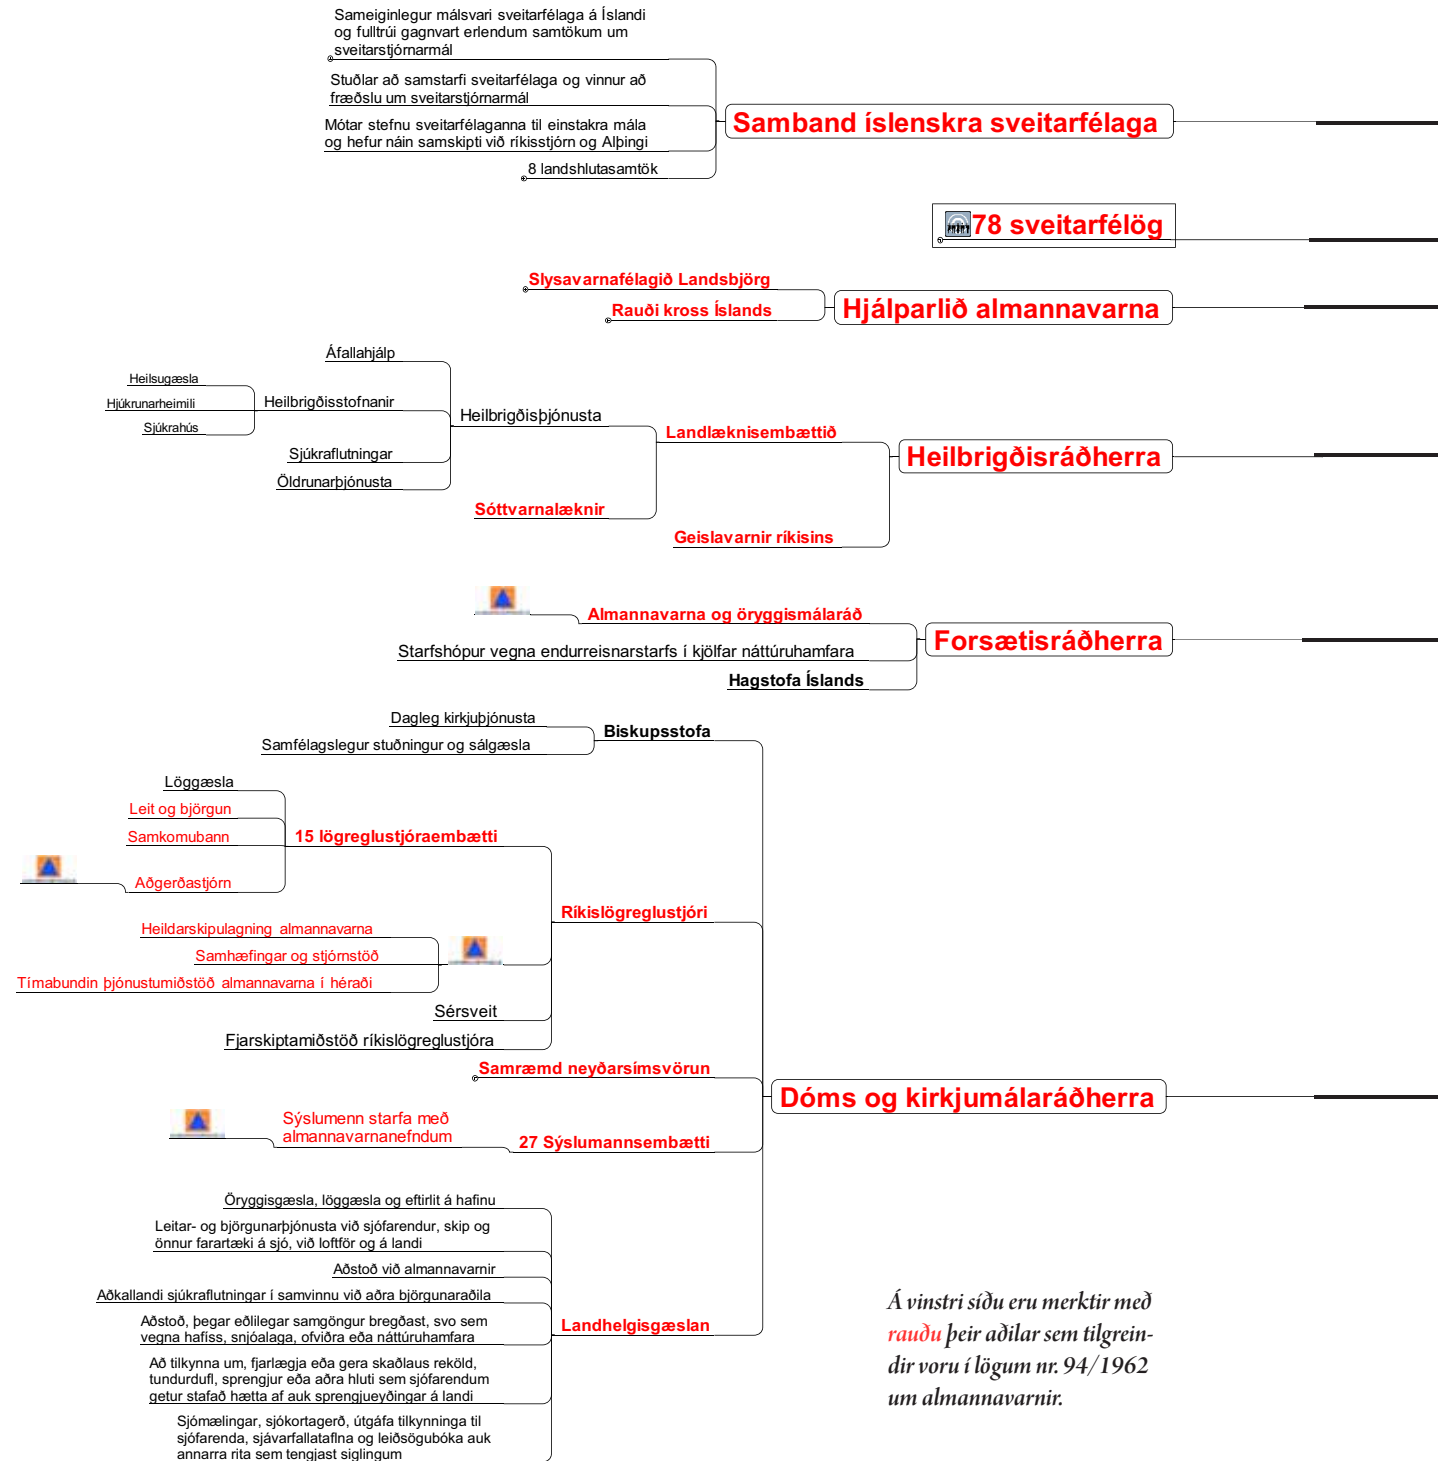 Sameiginlegur málsvari sveitarfélaga á Íslandi
og fulltrúi gagnvart erlendum samtökum um
sveitarstjórnarmál
Stuðlar að samstarfi sveitarfélaga og vinnur að
fræðslu um sveitarstjórnarmál
Mótar stefnu sveitarfélaganna til einstakra mála
og hefur náin samskipti við ríkisstjórn og Alþingi
8 landshlutasamtök
Samband íslenskra sveitarfélaga
78 sveitarfélög
Slysavarnafélagið Landsbjörg
Rauði kross Íslands
Hjálparlið almannavarna
Áfallahjálp
Heilsugæsla
Hjúkrunarheimili
Sjúkrahús
Heilbrigðisstofnanir
Sjúkraflutningar
Öldrunarþjónusta
Heilbrigðisþjónusta
Landlæknisembættið
Sóttvarnalæknir
Geislavarnir ríkisins
Heilbrigðisráðherra
Almannavarna og öryggismálaráð
Starfshópur vegna endurreisnarstarfs í kjölfar náttúruhamfara
Hagstofa Íslands
Forsætisráðherra
Dagleg kirkjuþjónusta
Samfélagslegur stuðningur og sálgæsla
Biskupsstofa
Löggæsla
Leit og björgun
Samkomubann
Aðgerðastjórn
15 lögreglustjóraembætti
Heildarskipulagning almannavarna
Samhæfingar og stjórnstöð
Tímabundin þjónustumiðstöð almannavarna í héraði
Sérsveit
Fjarskiptamiðstöð ríkislögreglustjóra
Ríkislögreglustjóri
Samræmd neyðarsímsvörun
Sýslumenn starfa með
almannavarnanefndum
27 Sýslumannsembætti
Dóms og kirkjumálaráðherra
Öryggisgæsla, löggæsla og eftirlit á hafinu
Leitar- og björgunarþjónusta við sjófarendur, skip og
önnur farartæki á sjó, við loftför og á landi
Aðstoð við almannavarnir
Aðkallandi sjúkraflutningar í samvinnu við aðra björgunaraðila
Aðstoð, þegar eðlilegar samgöngur bregðast, svo sem
vegna hafíss, snjóalaga, ofviðra eða náttúruhamfara
Að tilkynna um, fjarlægja eða gera skaðlaus reköld,
tundurdufl, sprengjur eða aðra hluti sem sjófarendum
getur stafað hætta af auk sprengjueyðingar á landi
Sjómælingar, sjókortagerð, útgáfa tilkynninga til
sjófarenda, sjávarfallataflna og leiðsögubóka auk
annarra rita sem tengjast siglingum
Landhelgisgæslan
Á vinstri síðu eru merktir með
rauðu þeir aðilar sem tilgrein-
dir voru í lögum nr. 94/1962
um almannavarnir.